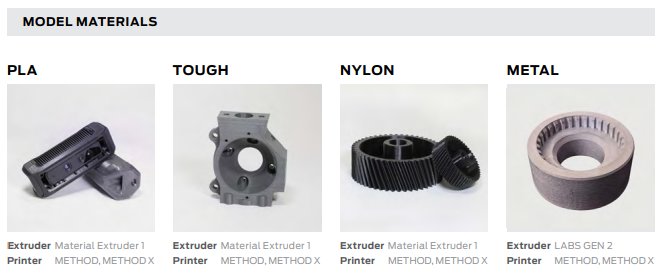 MODEL MATERIALS
PLA TOUGH NYLON METAL
Extruder Material Extruder 1 Extruder Material Extruder 1 Extruder Material Extruder 1 Extruder LABS GEN 2
Printer METHOD, METHOD X Printer METHOD, METHOD X Printer METHOD, METHOD X Printer METHOD, METHOD X